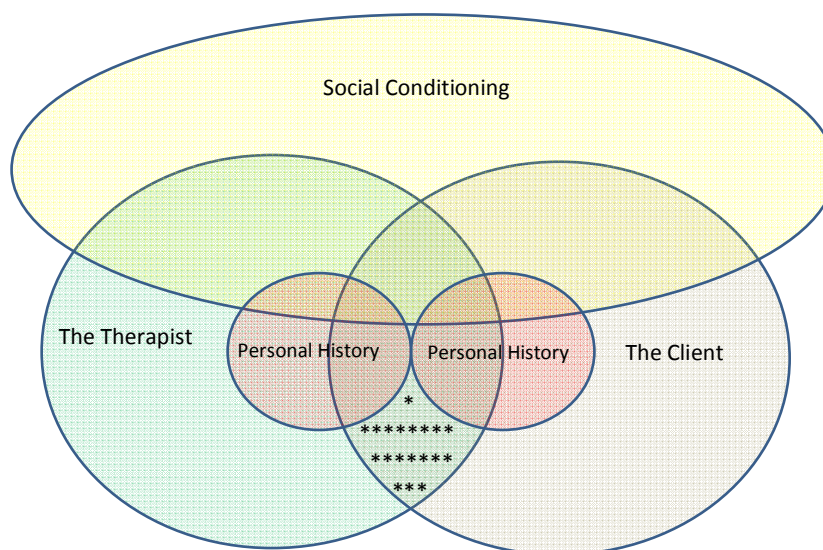 Social Conditioning
The Therapist
Personal History
Personal History
The Client
*
********
*******
***